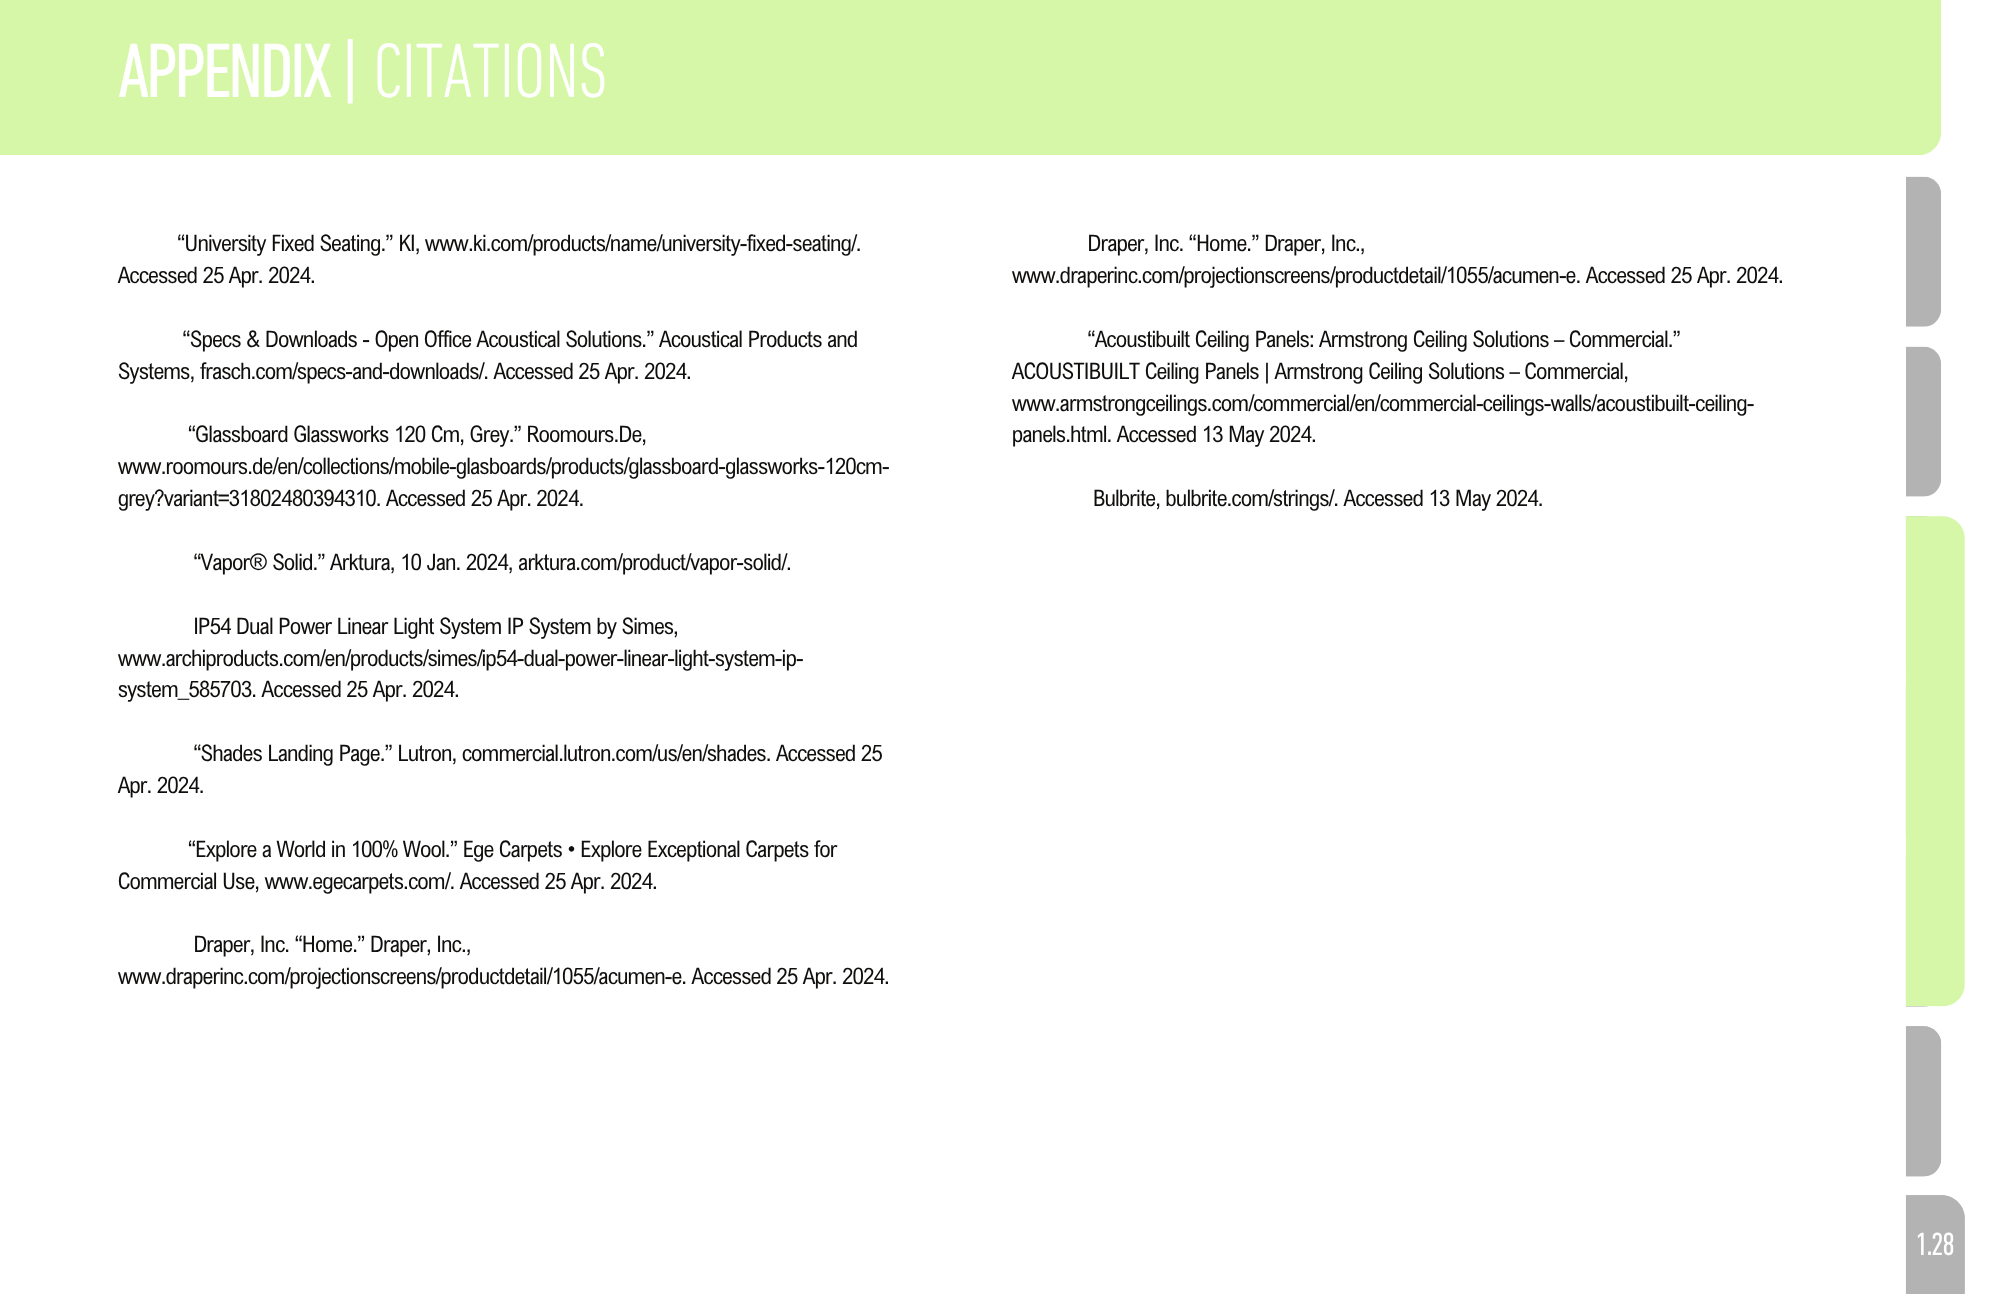 APPENDIX | CITATIONS
“University Fixed Seating.” KI, www.ki.com/products/name/university-fixed-seating/.
Accessed 25 Apr. 2024.
“Specs & Downloads - Open Office Acoustical Solutions.” Acoustical Products and
Systems, frasch.com/specs-and-downloads/. Accessed 25 Apr. 2024.
“Glassboard Glassworks 120 Cm, Grey.” Roomours.De,
www.roomours.de/en/collections/mobile-glasboards/products/glassboard-glassworks-120cm-
grey?variant=31802480394310. Accessed 25 Apr. 2024.
“Vapor® Solid.” Arktura, 10 Jan. 2024, arktura.com/product/vapor-solid/.
IP54 Dual Power Linear Light System IP System by Simes,
www.archiproducts.com/en/products/simes/ip54-dual-power-linear-light-system-ip-
system_585703. Accessed 25 Apr. 2024.
“Shades Landing Page.” Lutron, commercial.lutron.com/us/en/shades. Accessed 25
Apr. 2024.
“Explore a World in 100% Wool.” Ege Carpets • Explore Exceptional Carpets for
Commercial Use, www.egecarpets.com/. Accessed 25 Apr. 2024.
Draper, Inc. “Home.” Draper, Inc.,
www.draperinc.com/projectionscreens/productdetail/1055/acumen-e. Accessed 25 Apr. 2024.
Draper, Inc. “Home.” Draper, Inc.,
www.draperinc.com/projectionscreens/productdetail/1055/acumen-e. Accessed 25 Apr. 2024.
“Acoustibuilt Ceiling Panels: Armstrong Ceiling Solutions – Commercial.”
ACOUSTIBUILT Ceiling Panels | Armstrong Ceiling Solutions – Commercial,
www.armstrongceilings.com/commercial/en/commercial-ceilings-walls/acoustibuilt-ceiling-
panels.html. Accessed 13 May 2024.
Bulbrite, bulbrite.com/strings/. Accessed 13 May 2024.
1.28